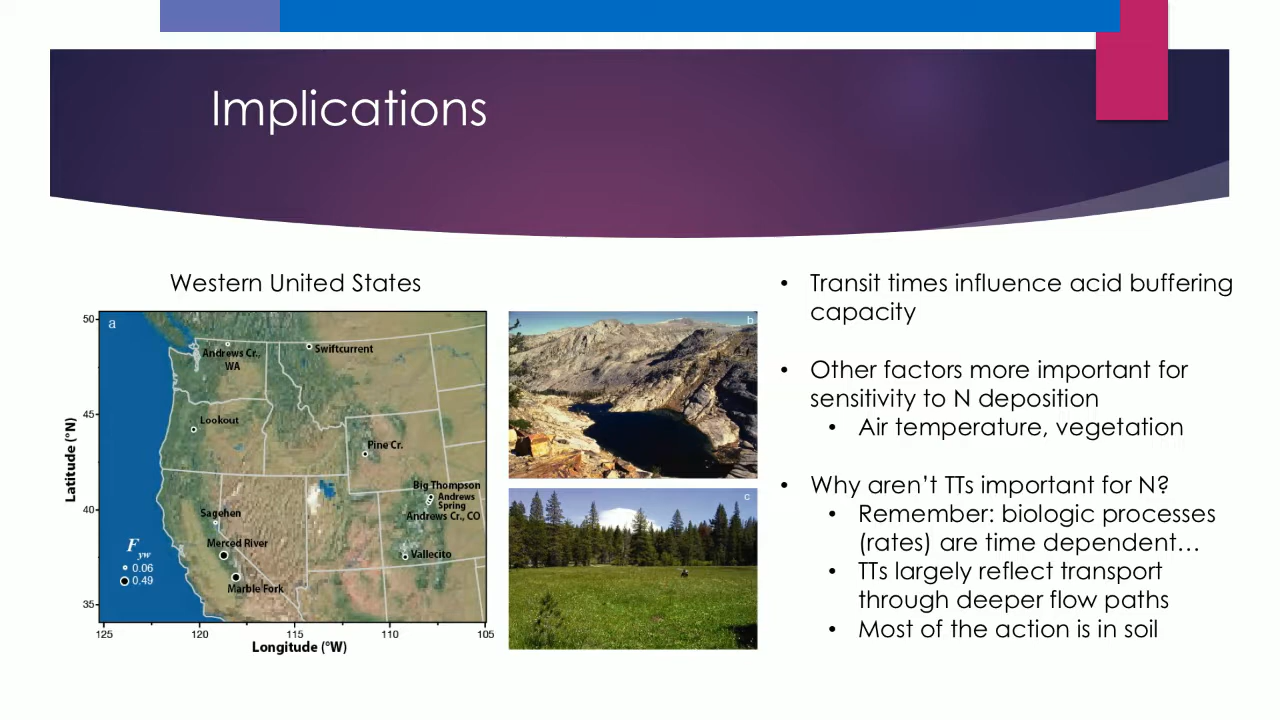 Implications
Western United States
a
50
45
40
35
Latitude (°N)
125
120
115
110
105
Longitude (°W)
Andrews Cr.,
WA
Swiftcurrent
Lookout
Pine Cr.
Big Thompson
Andrews
Spring
Andrews Cr., CO
Sagehen
Merced River
Vallecito
Marble Fork
Fyw
0.06
0.49
b
c
• Transit times influence acid buffering
capacity
• Other factors more important for
sensitivity to N deposition
• Air temperature, vegetation
• Why aren't TTs important for N?
• Remember: biologic processes
(rates) are time dependent…
• TTs largely reflect transport
through deeper flow paths
• Most of the action is in soil